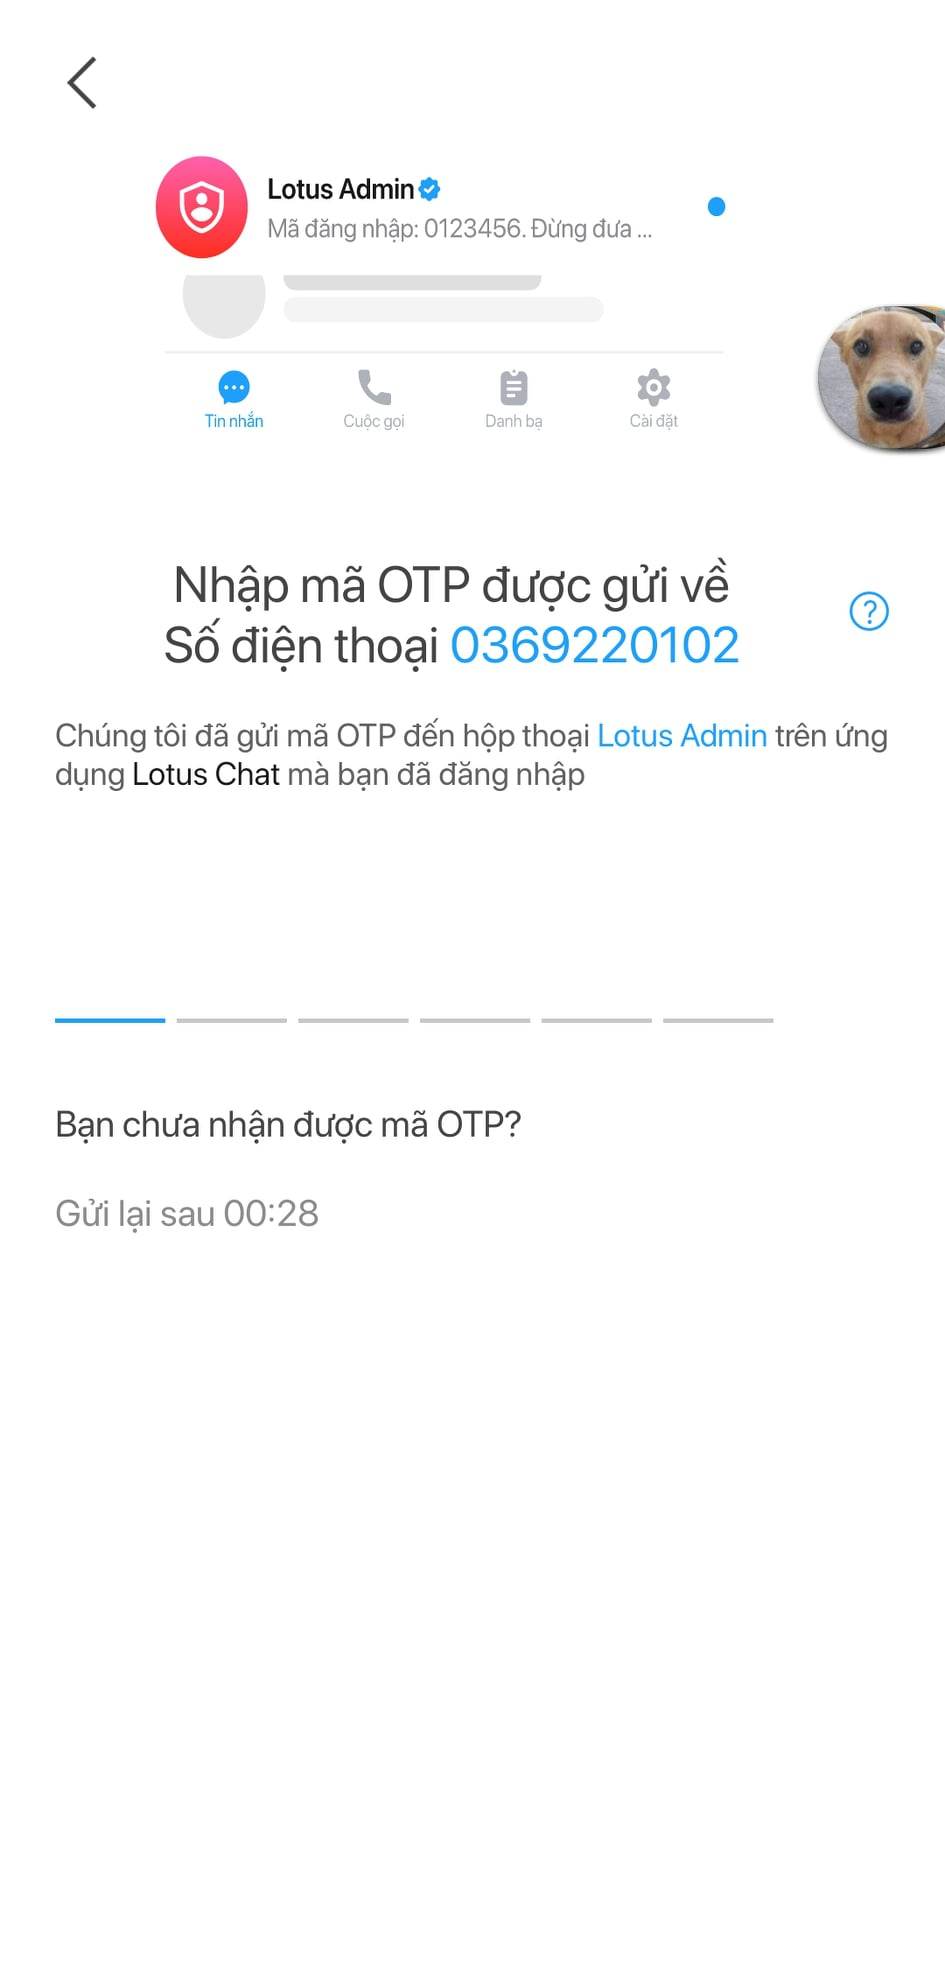 Lotus Admin
Mã đăng nhập: 0123456. Đừng đưa ...
Tin nhắn
Cuộc gọi
Danh bạ
Cài đặt
Nhập mã OTP được gửi về
Số điện thoại 0369220102
?
Chúng tôi đã gửi mã OTP đến hộp thoại Lotus Admin trên ứng
dụng Lotus Chat mà bạn đã đăng nhập
Bạn chưa nhận được mã OTP?
Gửi lại sau 00:28